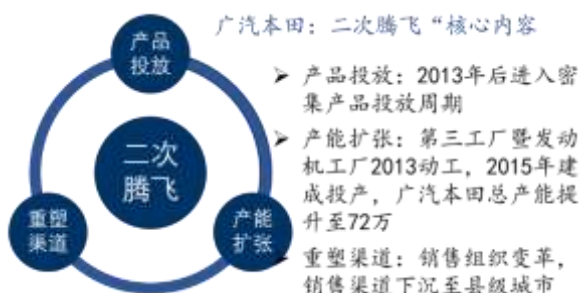 广汽本田：二次腾飞“核心内容
产品
投放
二次
腾飞
重塑
渠道
产能
扩张
➢ 产品投放：2013年后进入密
集产品投放周期
➢ 产能扩张：第三工厂暨发动
机工厂2013动工，2015年建
成投产，广汽本田总产能提
升至72万
重塑渠道：销售组织变革，
销售渠道下沉至县级城市